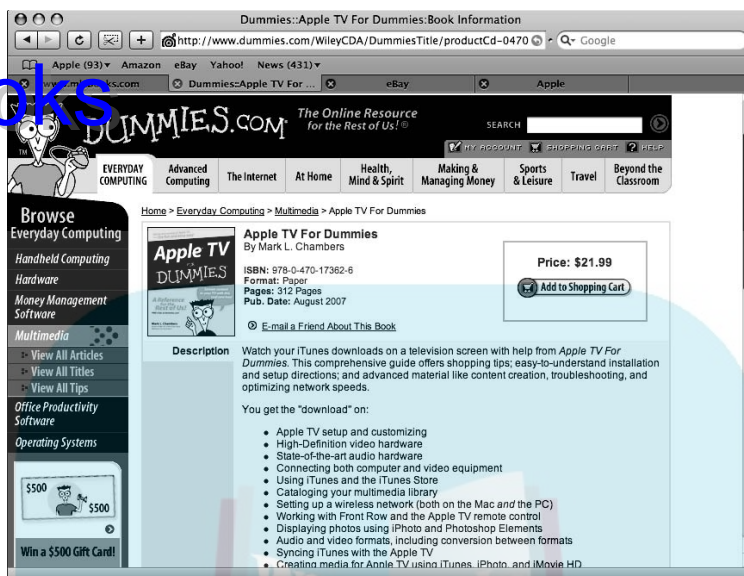 Dummies::Apple TV For Dummies:Book Information
http://www.dummies.com/WileyCDA/DummiesTitle/productCd-0470
Google
Apple (93) Amazon eBay Yahoo! News (431)
Dummies::Apple TV For ... eBay Apple
oks
DUMMIES.COM
The Online Resource
for the Rest of Us!®
SEARCH
TM
MY ACCOUNT SHOPPING CART ? HELP
EVERYDAY COMPUTING
Advanced Computing
The Internet
At Home
Health, Mind & Spirit
Making & Managing Money
Sports & Leisure
Travel
Beyond the Classroom
Browse
Everyday Computing
Handheld Computing
Hardware
Money Management
Software
Multimedia
View All Articles
View All Titles
View All Tips
Office Productivity
Software
Operating Systems
$500
$500
Win a $500 Gift Card!
Home > Everyday Computing > Multimedia > Apple TV For Dummies
Apple TV
DUMMIES
Apple TV For Dummies
By Mark L. Chambers
ISBN: 978-0-470-17362-6
Format: Paper
Pages: 312 Pages
Pub. Date: August 2007
E-mail a Friend About This Book
Price: $21.99
Add to Shopping Cart
Description
Watch your iTunes downloads on a television screen with help from Apple TV For
Dummies. This comprehensive guide offers shopping tips; easy-to-understand installation
and setup directions; and advanced material like content creation, troubleshooting, and
optimizing network speeds.
You get the "download" on:
Apple TV setup and customizing
High-Definition video hardware
State-of-the-art audio hardware
Connecting both computer and video equipment
Using iTunes and the iTunes Store
Cataloging your multimedia library
Setting up a wireless network (both on the Mac and the PC)
Working with Front Row and the Apple TV remote control
Displaying photos using iPhoto and Photoshop Elements
Audio and video formats, including conversion between formats
Syncing iTunes with the Apple TV
Creating media for Apple TV using iTunes, iPhoto, and iMovie HD